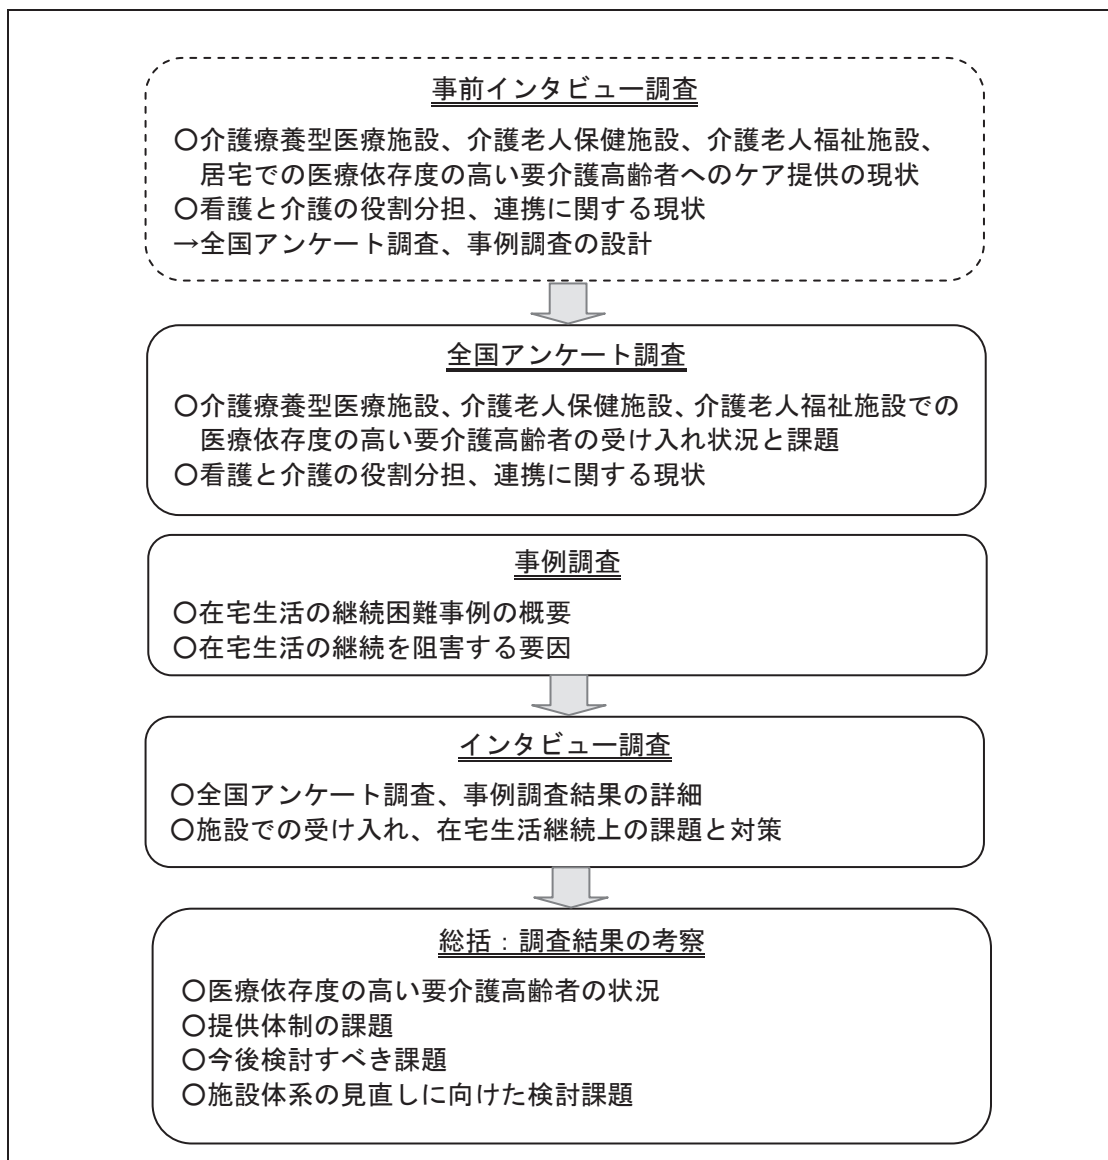 事前インタビュー調査
〇介護療養型医療施設、介護老人保健施設、介護老人福祉施設、
居宅での医療依存度の高い要介護高齢者へのケア提供の現状
〇看護と介護の役割分担、連携に関する現状
→全国アンケート調査、事例調査の設計
全国アンケート調査
〇介護療養型医療施設、介護老人保健施設、介護老人福祉施設での
医療依存度の高い要介護高齢者の受け入れ状況と課題
〇看護と介護の役割分担、連携に関する現状
事例調査
〇在宅生活の継続困難事例の概要
〇在宅生活の継続を阻害する要因
インタビュー調査
〇全国アンケート調査、事例調査結果の詳細
〇施設での受け入れ、在宅生活継続上の課題と対策
総括：調査結果の考察
〇医療依存度の高い要介護高齢者の状況
〇提供体制の課題
〇今後検討すべき課題
〇施設体系の見直しに向けた検討課題